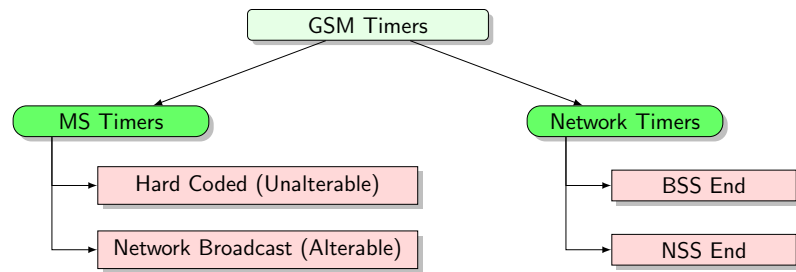 GSM Timers
MS Timers
Network Timers
Hard Coded (Unalterable)
BSS End
Network Broadcast (Alterable)
NSS End